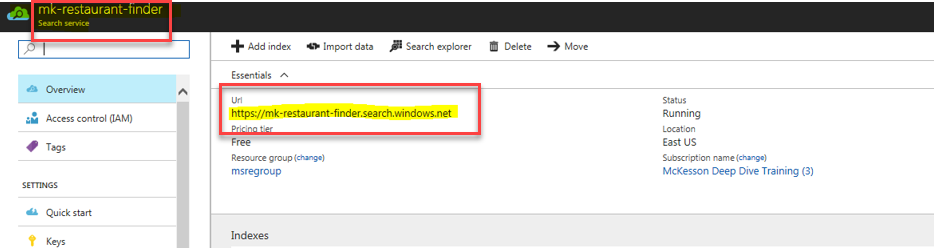 mk-restaurant-finder
Search service
Add index Import data Search explorer Delete Move
Essentials
Overview
Access control (IAM)
Tags
SETTINGS
Quick start
Keys
Url
https://mk-restaurant-finder.search.windows.net
Pricing tier
Free
Resource group (change)
msregroup
Status
Running
Location
East US
Subscription name (change)
McKesson Deep Dive Training (3)
Indexes